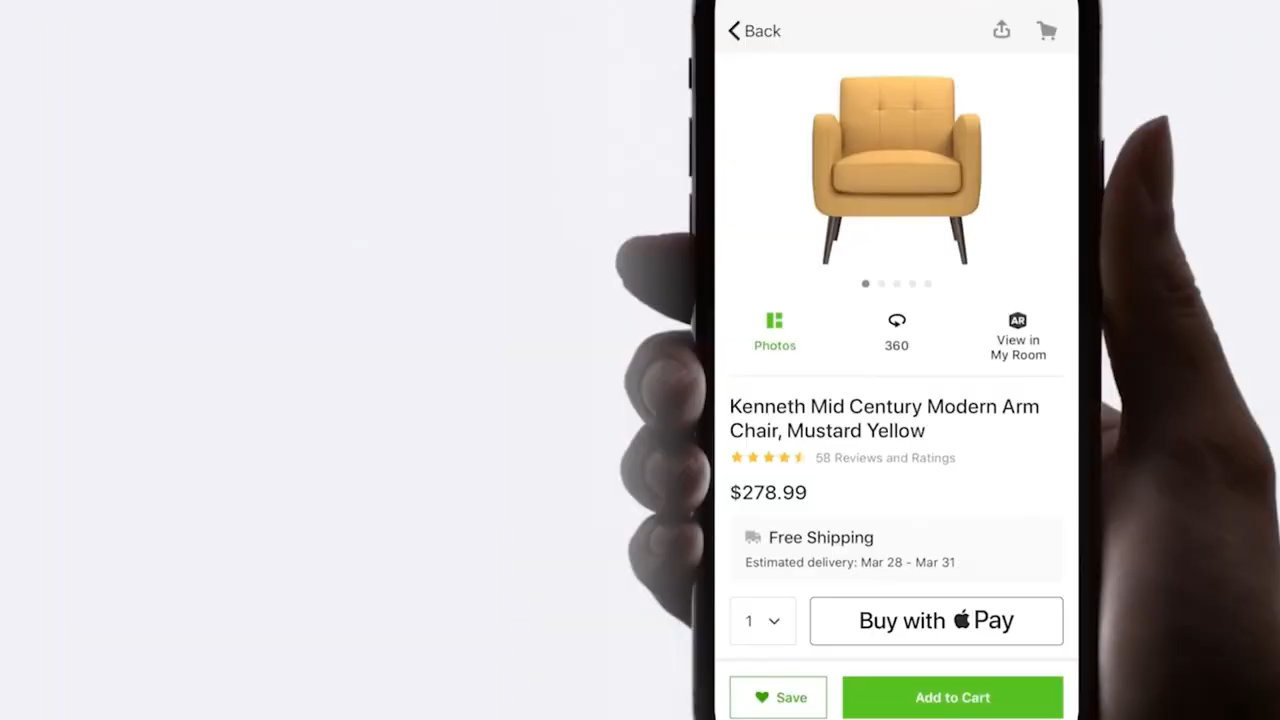 Back
Photos
360
AR
View in
My Room
Kenneth Mid Century Modern Arm
Chair, Mustard Yellow
58 Reviews and Ratings
$278.99
Free Shipping
Estimated delivery: Mar 28 - Mar 31
1
Buy with Pay
Save
Add to Cart